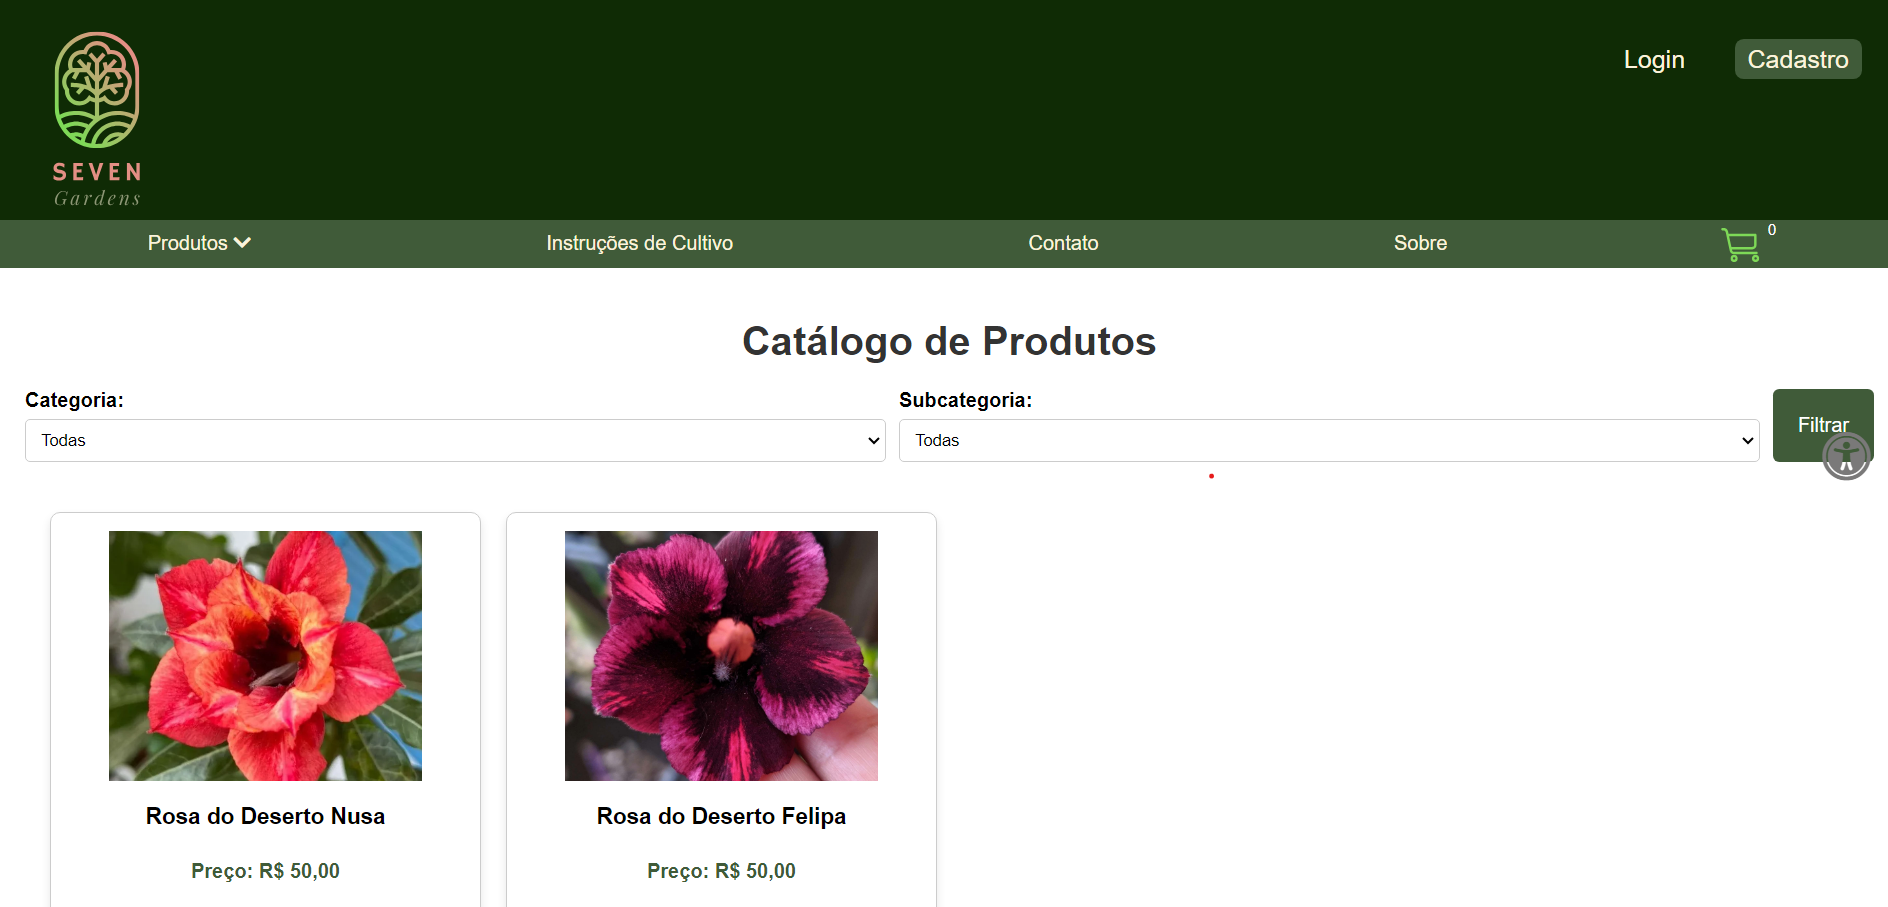 Login
Cadastro
SEVEN
Gardens
Produtos
Instruções de Cultivo
Contato
Sobre
0
Catálogo de Produtos
Categoria:
Subcategoria:
Todas
Todas
Filtrar
Rosa do Deserto Nusa
Rosa do Deserto Felipa
Preço: R$ 50,00
Preço: R$ 50,00